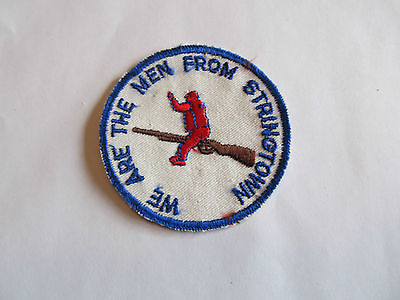 WE ARE THE MEN FROM STRINGTOWN